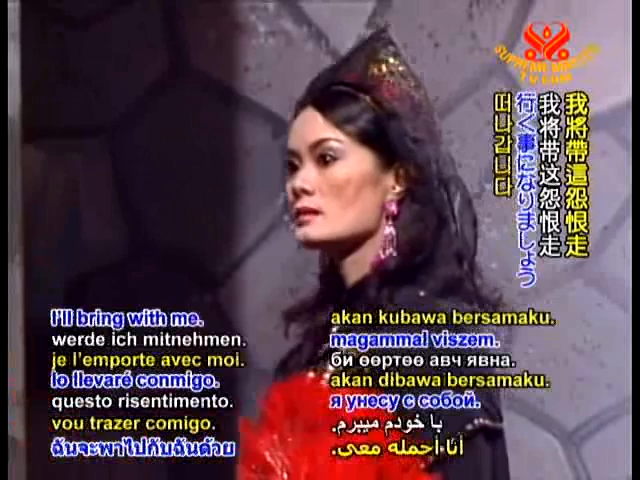 SUPREME MASTER
TV.COM
我將帶這怨恨走
我将带这怨恨走
行く事になりましょう
떠나갑니다
I'll bring with me.
werde ich mitnehmen.
je l'emporte avec moi.
lo llevaré conmigo.
questo risentimento.
vou trazer comigo.
ฉันจะพาไปกับฉันด้วย
akan kubawa bersamaku.
magammal viszem.
би өөртөө авч явна.
akan dibawa bersamaku.
я унесу с собой.
با خودم میبرم.
أنا أحمله معي.